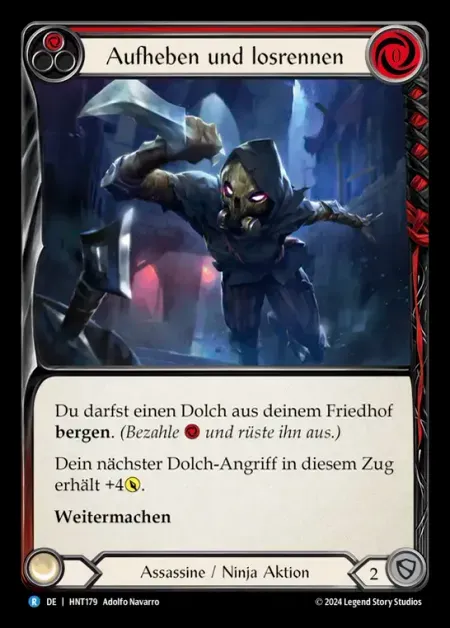 Aufheben und losrennen
0
Du darfst einen Dolch aus deinem Friedhof
bergen. (Bezahle und rüste ihn aus.)
Dein nächster Dolch-Angriff in diesem Zug
erhält +4.
Weitermachen
Assassine / Ninja Aktion
2
R DE | HNT179 Adolfo Navarro
© 2024 Legend Story Studios